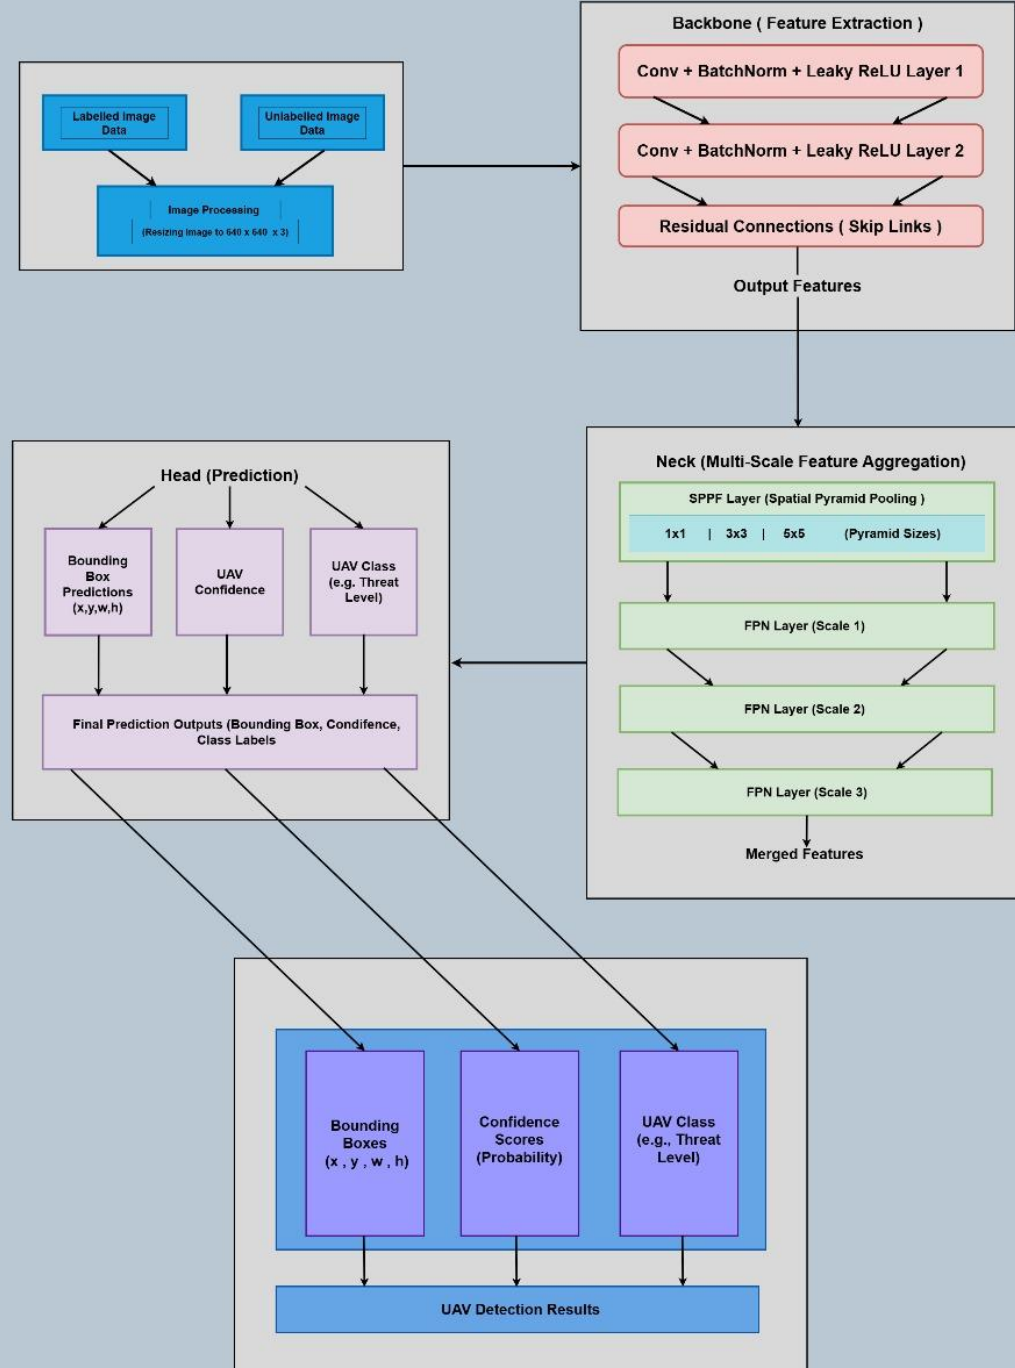 Backbone ( Feature Extraction )
Conv + BatchNorm + Leaky ReLU Layer 1
Conv + BatchNorm + Leaky ReLU Layer 2
Residual Connections ( Skip Links )
Output Features
Labelled Image
Data
Unlabelled Image
Data
Image Processing
(Resizing Image to 640 x 640 x 3)
Neck (Multi-Scale Feature Aggregation)
SPPF Layer (Spatial Pyramid Pooling )
1x1 | 3x3 | 5x5 (Pyramid Sizes)
FPN Layer (Scale 1)
FPN Layer (Scale 2)
FPN Layer (Scale 3)
Merged Features
Head (Prediction)
Bounding
Box
Predictions
(x,y,w,h)
UAV
Confidence
UAV Class
(e.g. Threat
Level)
Final Prediction Outputs (Bounding Box, Condifence,
Class Labels
Bounding
Boxes
(x , y , w , h)
Confidence
Scores
(Probability)
UAV Class
(e.g., Threat
Level)
UAV Detection Results